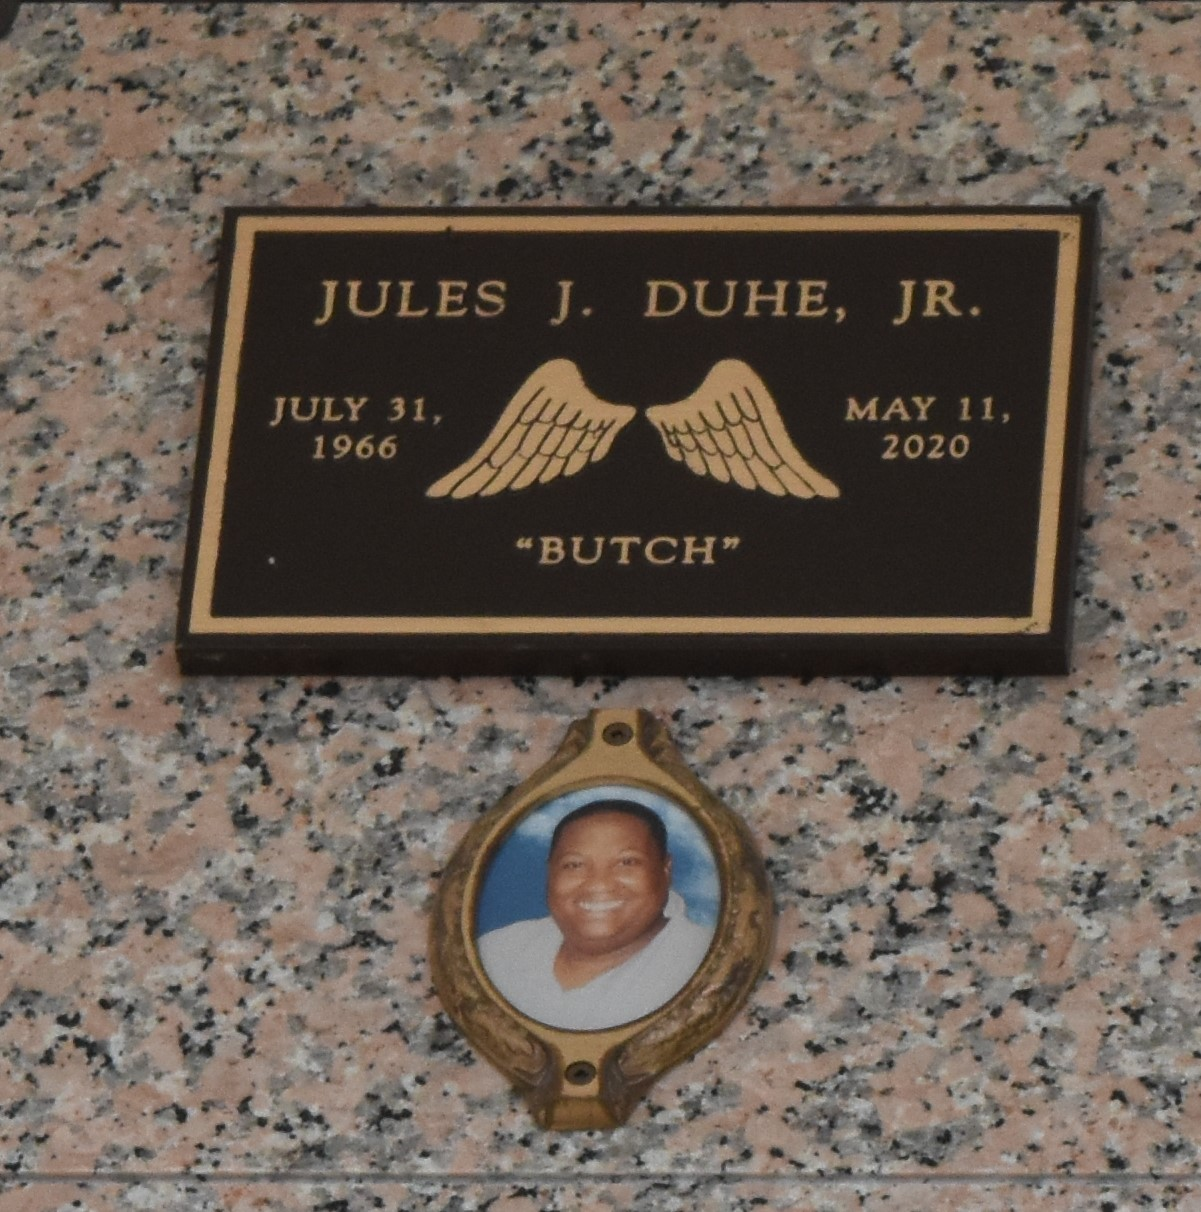 JULES J. DUHE, JR.
JULY 31,
1966
MAY 11,
2020
“BUTCH”